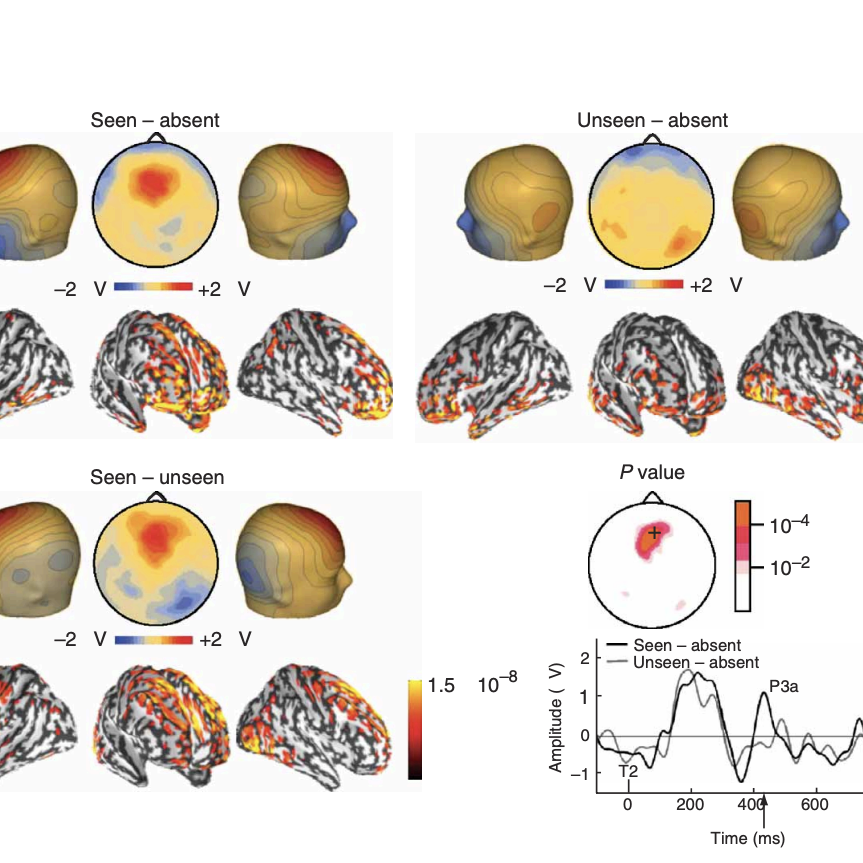 Seen – absent
Unseen – absent
–2 V +2 V
–2 V +2 V
Seen – unseen
P value
10–4
10–2
–2 V +2 V
1.5 10–8
Seen – absent
Unseen – absent
P3a
T2
Amplitude ( V)
2
1
0
–1
0 200 400 600
Time (ms)